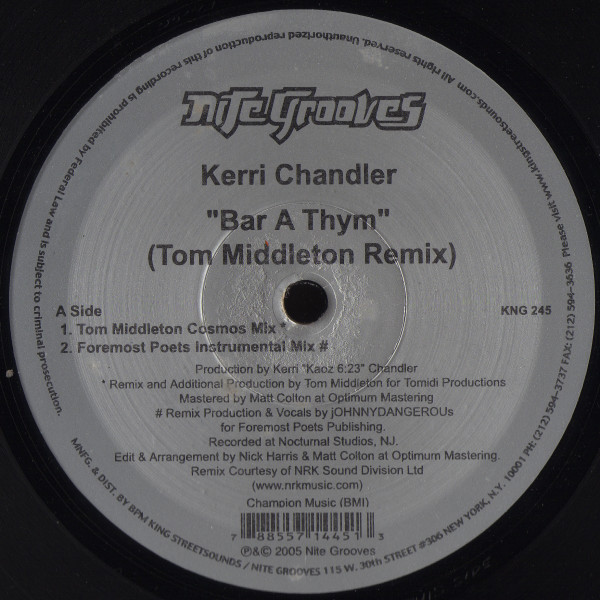 NITE GROOVES
Kerri Chandler
"Bar A Thym"
(Tom Middleton Remix)
A Side
KNG 245
1. Tom Middleton Cosmos Mix *
2. Foremost Poets Instrumental Mix #
Production by Kerri "Kaoz 6:23" Chandler
* Remix and Additional Production by Tom Middleton for Tomidi Productions
Mastered by Matt Colton at Optimum Mastering
# Remix Production & Vocals by jOHNNYDANGEROUs
for Foremost Poets Publishing.
Recorded at Nocturnal Studios, NJ.
Edit & Arrangement by Nick Harris & Matt Colton at Optimum Mastering.
Remix Courtesy of NRK Sound Division Ltd
(www.nrkmusic.com)
Champion Music (BMI)
7 88557 14451 3
℗&© 2005 Nite Grooves
MNFG. & DIST. BY BPM KING STREETSOUNDS / NITE GROOVES 115 W. 30th STREET #306 NEW YORK, N.Y. 10001 PH: (212) 594-3737 FAX: (212) 594-3636 Please visit www.kingstreetsounds.com All rights reserved. Unauthorized reproduction of this recording is prohibited by Federal Law and is subject to criminal prosecution.